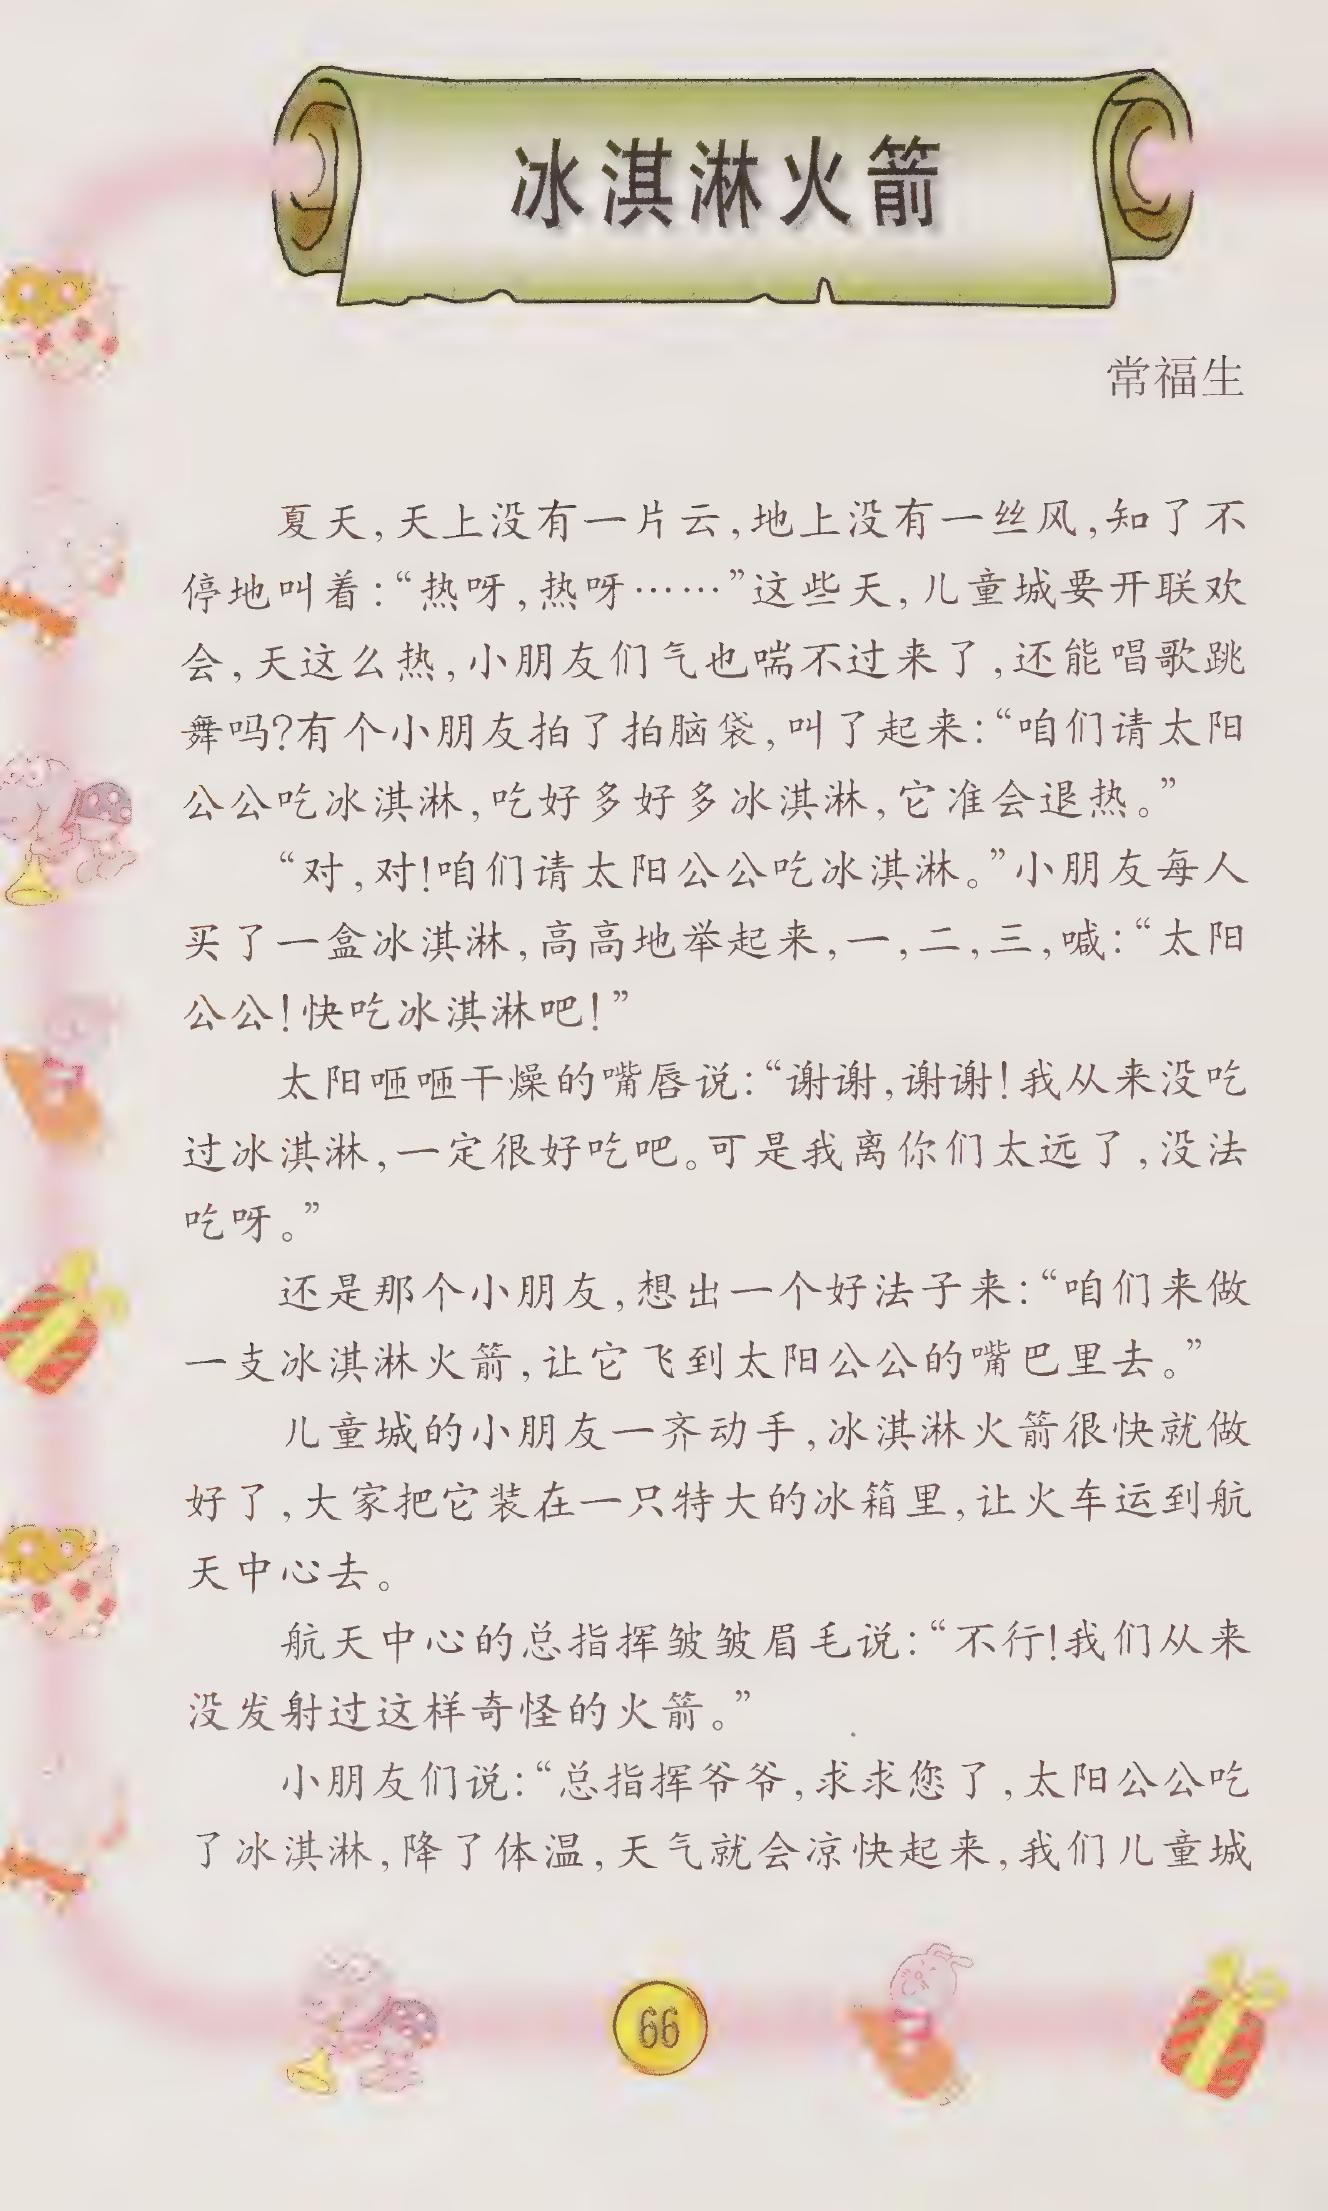 冰淇淋火箭
常福生
夏天,天上没有一片云,地上没有一丝风,知了不
停地叫着:“热呀,热呀……”这些天,儿童城要开联欢
会,天这么热,小朋友们气也喘不过来了,还能唱歌跳
舞吗?有个小朋友拍了拍脑袋,叫了起来:“咱们请太阳
公公吃冰淇淋,吃好多好多冰淇淋,它准会退热。”
“对,对!咱们请太阳公公吃冰淇淋。”小朋友每人
买了一盒冰淇淋,高高地举起来,一,二,三,喊:“太阳
公公!快吃冰淇淋吧!”
太阳咂咂干燥的嘴唇说:“谢谢,谢谢!我从来没吃
过冰淇淋,一定很好吃吧。可是我离你们太远了,没法
吃呀。”
还是那个小朋友,想出一个好法子来:“咱们来做
一支冰淇淋火箭,让它飞到太阳公公的嘴巴里去。”
儿童城的小朋友一齐动手,冰淇淋火箭很快就做
好了,大家把它装在一只特大的冰箱里,让火车运到航
天中心去。
航天中心的总指挥皱皱眉毛说:“不行!我们从来
没发射过这样奇怪的火箭。”
小朋友们说:“总指挥爷爷,求求您了,太阳公公吃
了冰淇淋,降了体温,天气就会凉快起来,我们儿童城
66